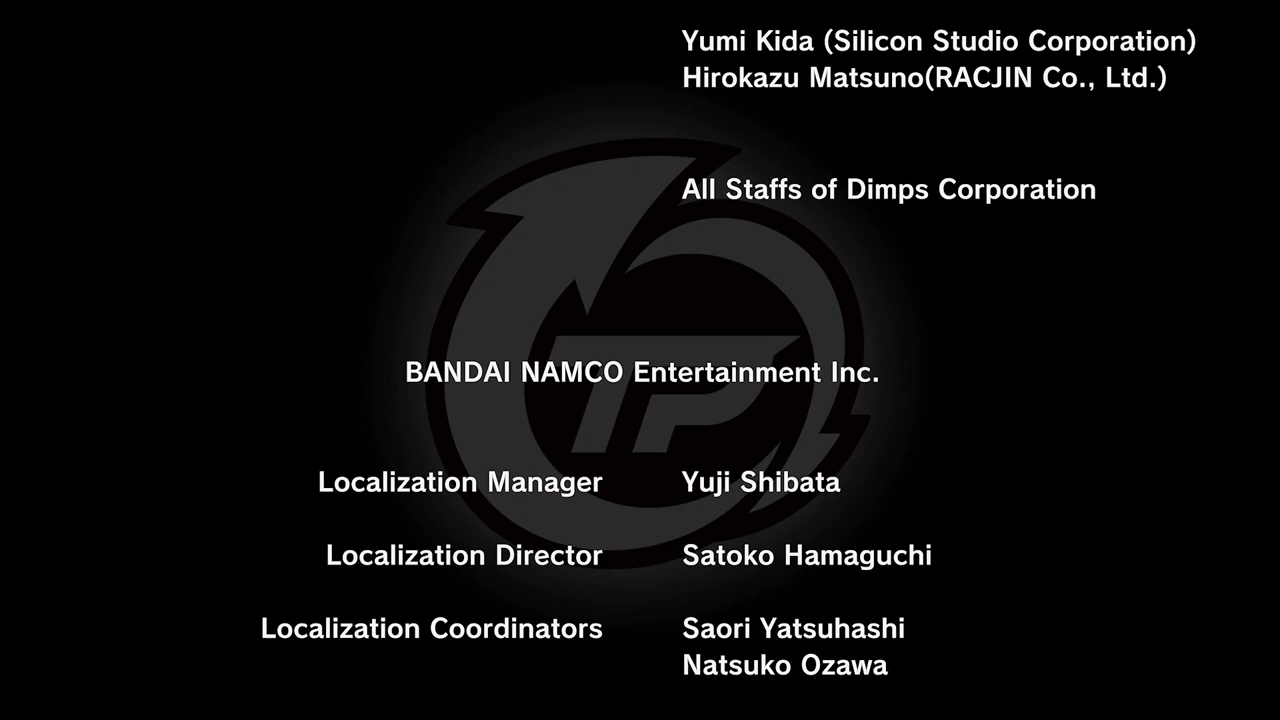 Yumi Kida (Silicon Studio Corporation)
Hirokazu Matsuno(RACJIN Co., Ltd.)
All Staffs of Dimps Corporation
BANDAI NAMCO Entertainment Inc.
TP
Localization Manager Yuji Shibata
Localization Director Satoko Hamaguchi
Localization Coordinators Saori Yatsuhashi
Natsuko Ozawa